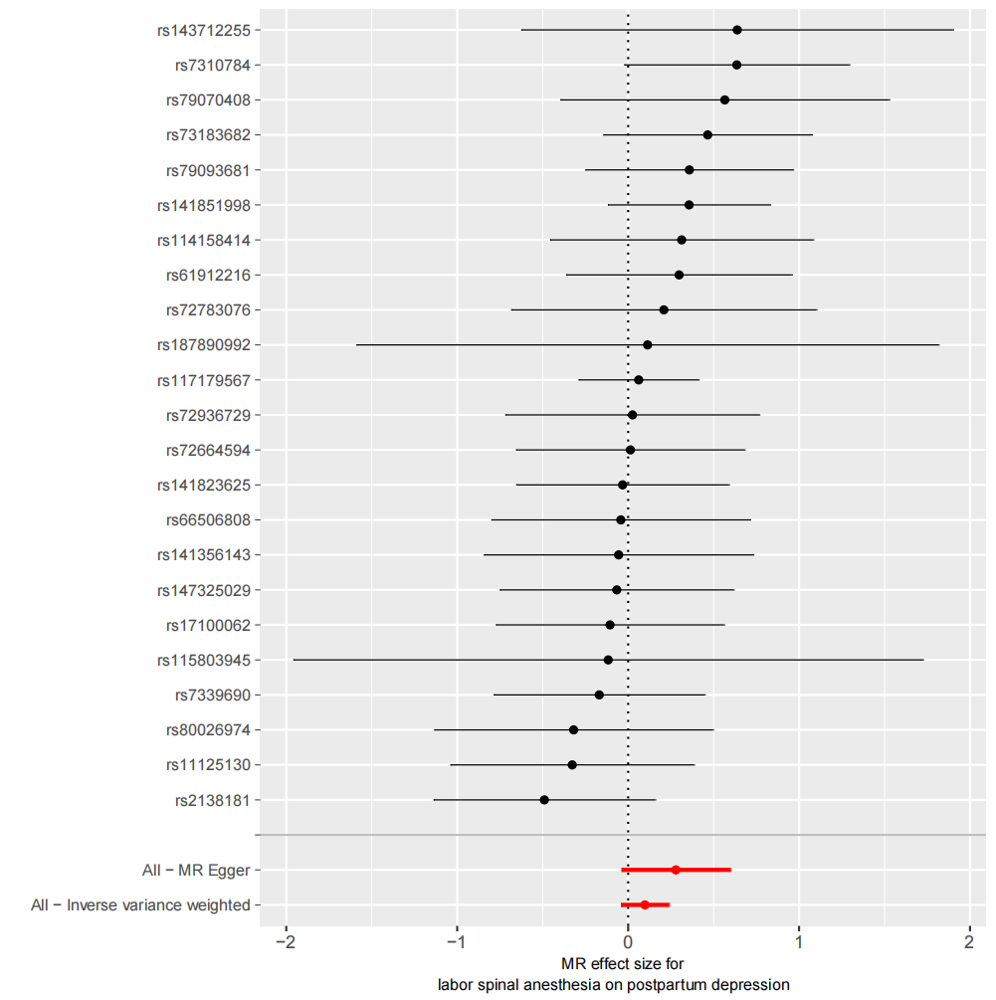 rs143712255
rs7310784
rs79070408
rs73183682
rs79093681
rs141851998
rs114158414
rs61912216
rs72783076
rs187890992
rs117179567
rs72936729
rs72664594
rs141823625
rs66506808
rs141356143
rs147325029
rs17100062
rs115803945
rs7339690
rs80026974
rs11125130
rs2138181
All − MR Egger
All − Inverse variance weighted
−2 −1 0 1 2
MR effect size for
labor spinal anesthesia on postpartum depression